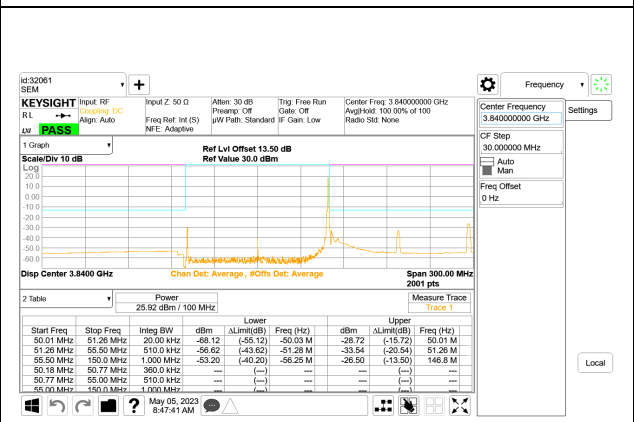 id:32061
SEM
Frequency
KEYSIGHT
RL
LXI
PASS
Input: RF
Coupling: DC
Align: Auto
Input Z: 50 Ω
Freq Ref: Int (S)
NFE: Adaptive
Atten: 30 dB
Preamp: Off
µW Path: Standard
Trig: Free Run
Gate: Off
IF Gain: Low
Center Freq: 3.840000000 GHz
Avg|Hold: 100.00% of 100
Radio Std: None
Center Frequency
3.840000000 GHz
Settings
CF Step
30.000000 MHz
Auto
Man
Freq Offset
0 Hz
1 Graph
Ref Lvl Offset 13.50 dB
Scale/Div 10 dB
Ref Value 30.0 dBm
Log
20.0
10.0
0.00
-10.0
-20.0
-30.0
-40.0
-50.0
-60.0
Disp Center 3.8400 GHz
Chan Det: Average , #Offs Det: Average
Span 300.00 MHz
2001 pts
2 Table
Power
25.92 dBm / 100 MHz
Measure Trace
Trace 1
Lower Upper
Start Freq Stop Freq Integ BW dBm ΔLimit(dB) Freq (Hz) dBm ΔLimit(dB) Freq (Hz)
50.01 MHz 51.26 MHz 20.00 kHz -68.12 (-55.12) -50.03 M -28.72 (-15.72) 50.01 M
51.26 MHz 55.50 MHz 510.0 kHz -56.62 (-43.62) -51.28 M -33.54 (-20.54) 51.26 M
55.50 MHz 150.0 MHz 1.000 MHz -53.20 (-40.20) -56.25 M -26.50 (-13.50) 146.8 M
50.18 MHz 50.77 MHz 360.0 kHz --- (---) --- (---)
50.77 MHz 55.00 MHz 510.0 kHz --- (---) --- (---)
55.00 MHz 150.0 MHz 1.000 MHz --- (---) --- (---)
Local
May 05, 2023
8:47:41 AM